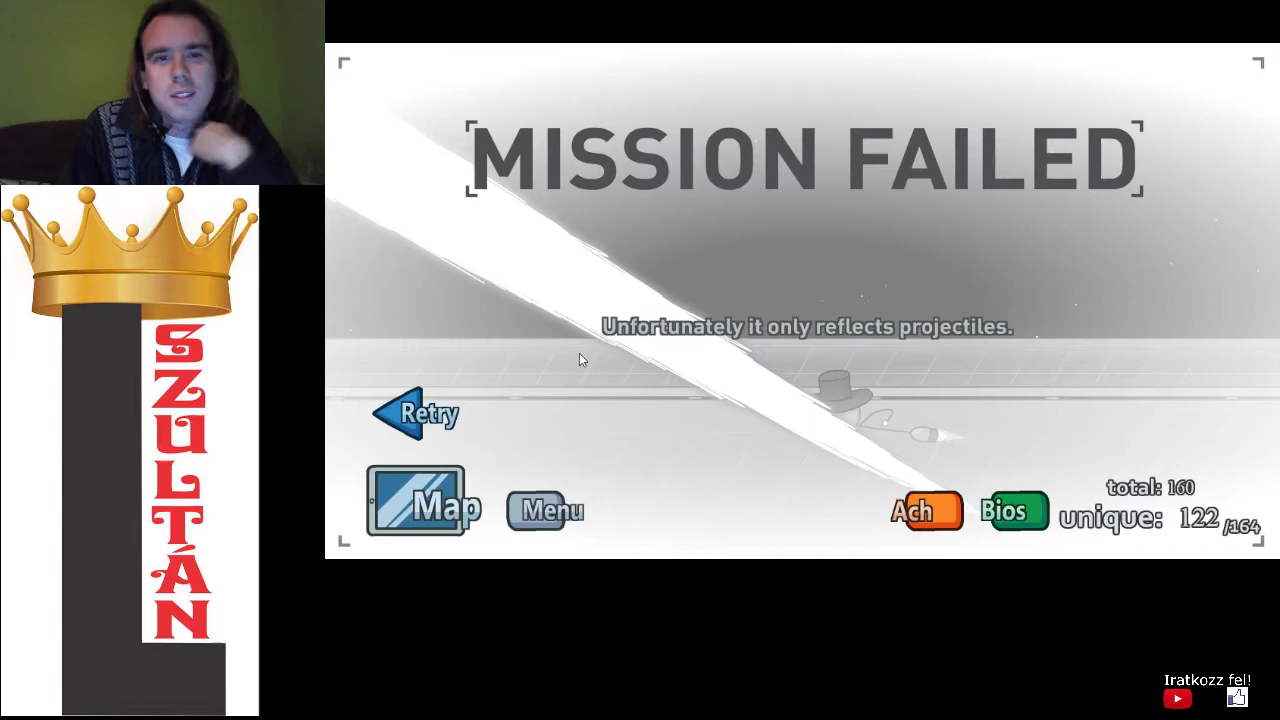 MISSION FAILED
Unfortunately it only reflects projectiles.
Retry
Map
Menu
Ach
Bios
total: 160
unique: 122 /164
L
SZULTÁN
Iratkozz fel!